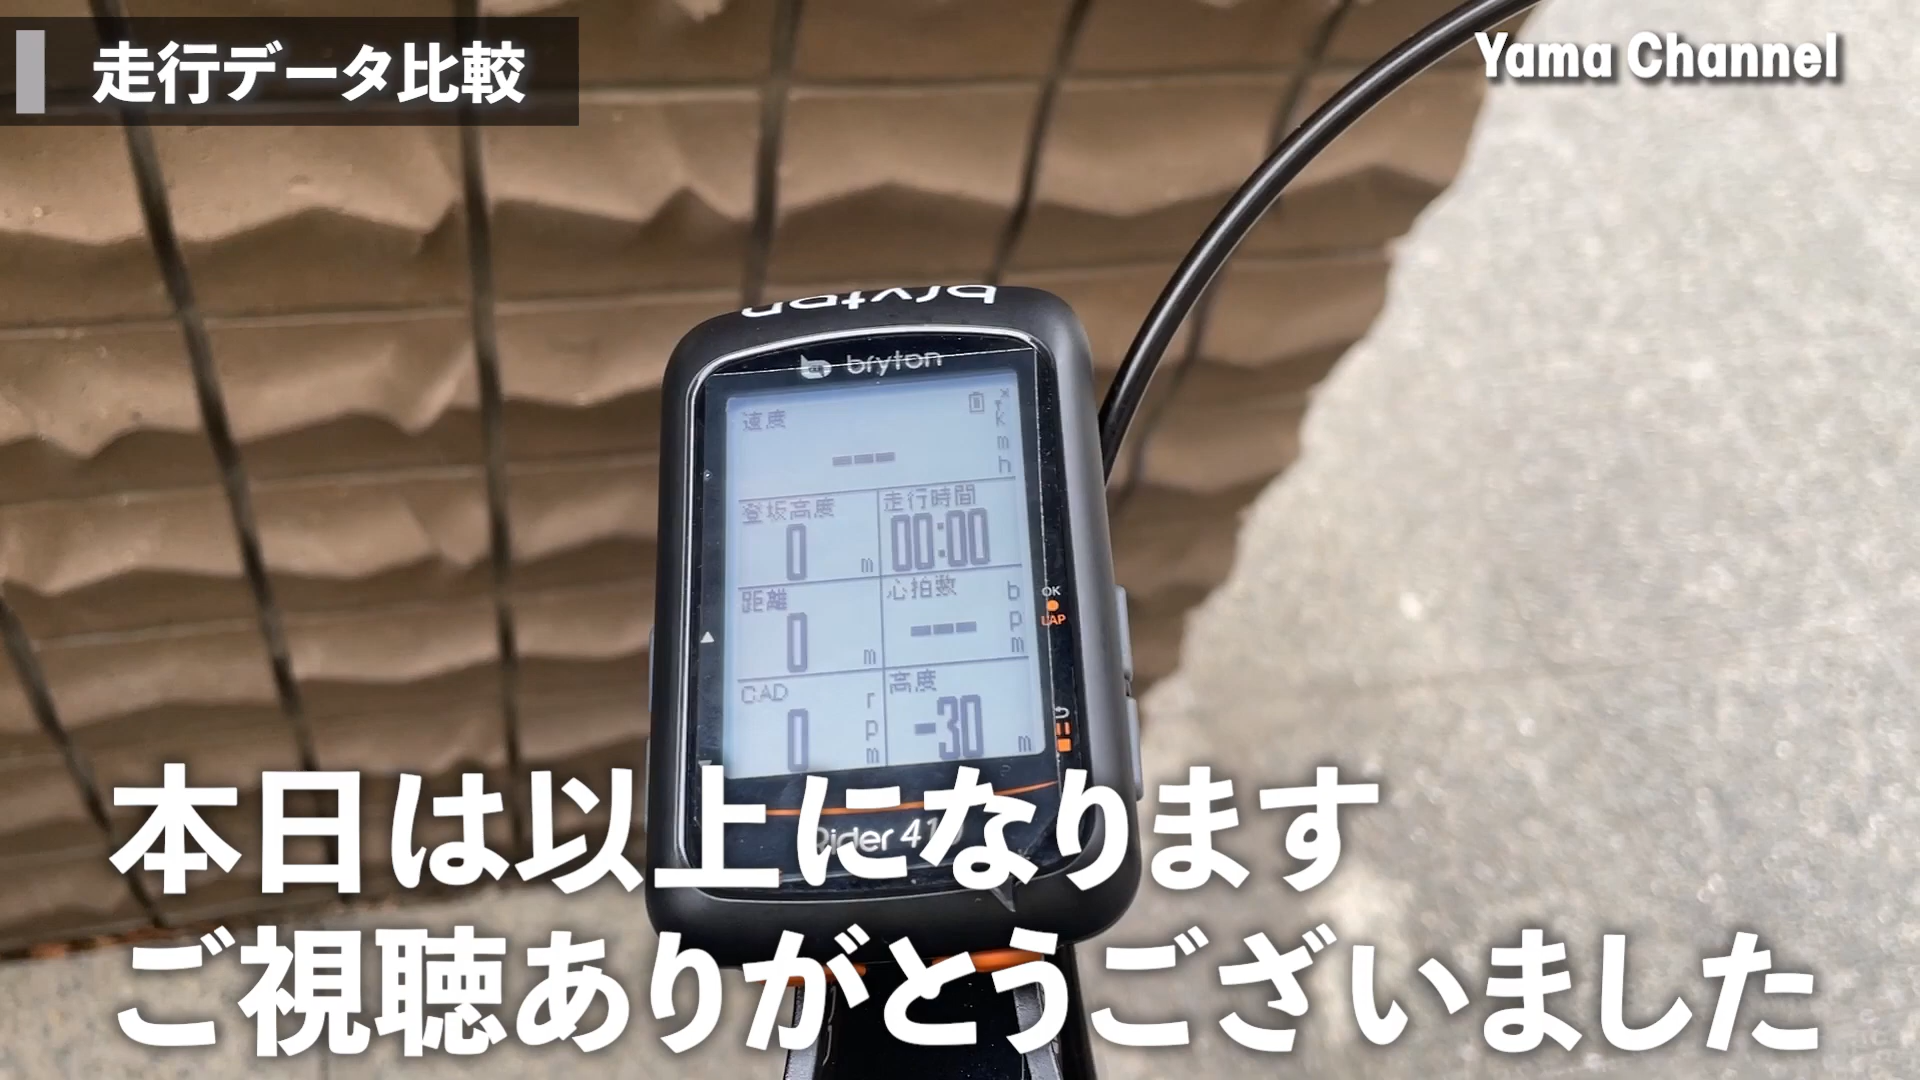 走行データ比較
Yama Channel
bryton
bryton
速度
---
km
h
登坂高度
0 m
走行時間
00:00
距離
0 m
心拍数
---
bpm
CAD
0
rpm
高度
-30 m
OK
LAP
Rider 410
本日は以上になります
ご視聴ありがとうございました